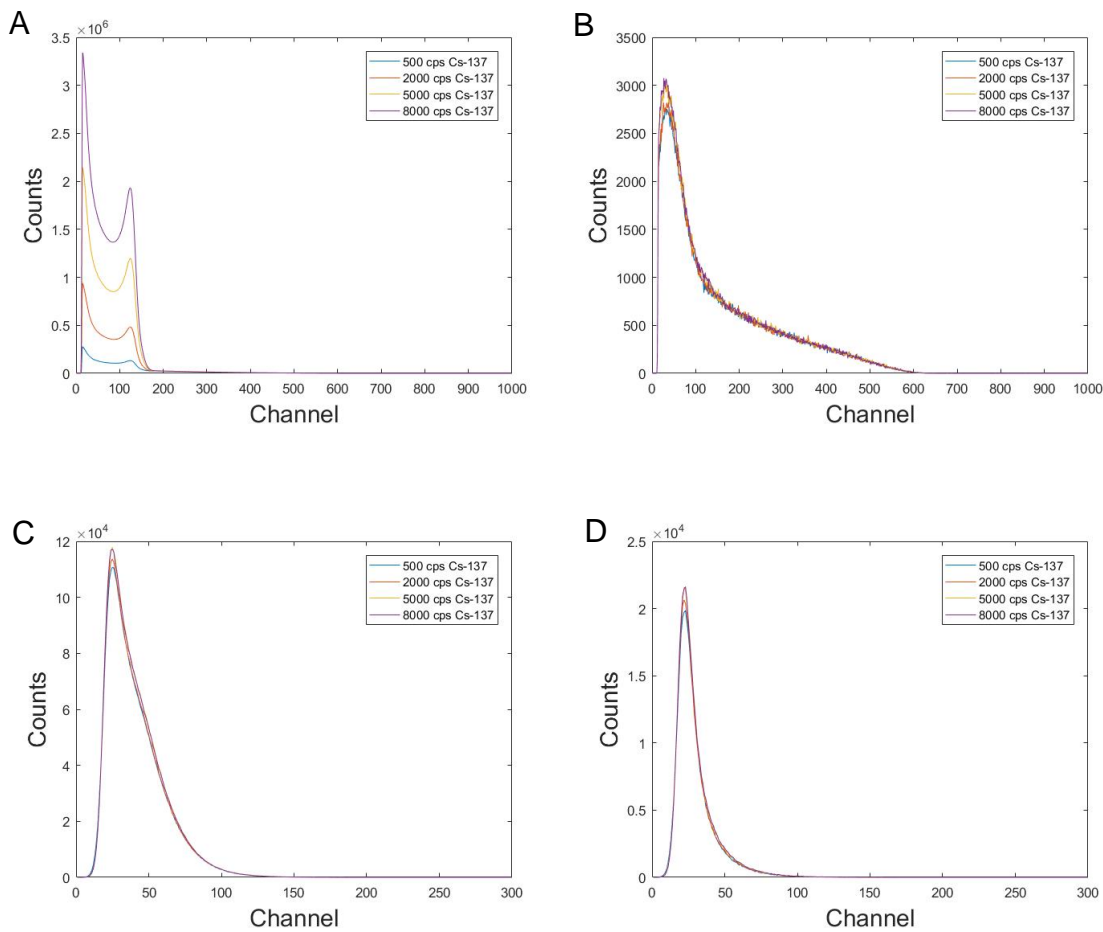 A
×10^6
3.5
3
2.5
2
1.5
1
0.5
0
Counts
0 100 200 300 400 500 600 700 800 900 1000
Channel
500 cps Cs-137
2000 cps Cs-137
5000 cps Cs-137
8000 cps Cs-137
B
3500
3000
2500
2000
1500
1000
500
0
Counts
0 100 200 300 400 500 600 700 800 900 1000
Channel
500 cps Cs-137
2000 cps Cs-137
5000 cps Cs-137
8000 cps Cs-137
C
×10^4
12
10
8
6
4
2
0
Counts
0 50 100 150 200 250 300
Channel
500 cps Cs-137
2000 cps Cs-137
5000 cps Cs-137
8000 cps Cs-137
D
×10^4
2.5
2
1.5
1
0.5
0
Counts
0 50 100 150 200 250 300
Channel
500 cps Cs-137
2000 cps Cs-137
5000 cps Cs-137
8000 cps Cs-137